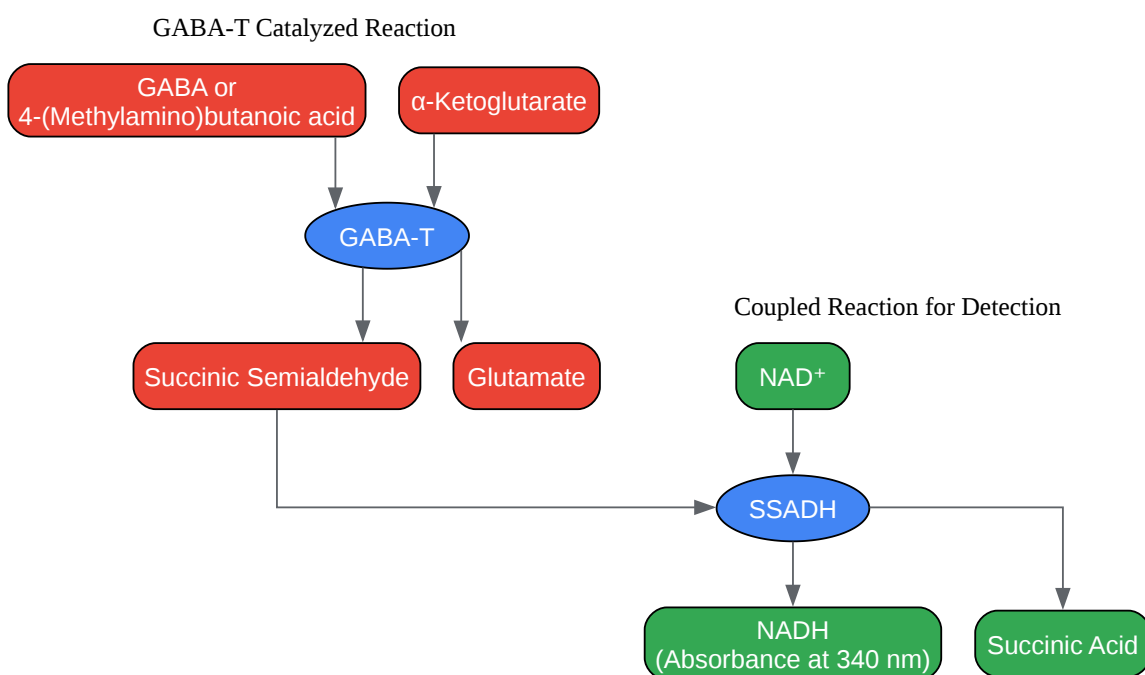 GABA-T Catalyzed Reaction
GABA or
4-(Methylamino)butanoic acid
α-Ketoglutarate
GABA-T
Succinic Semialdehyde
Glutamate
Coupled Reaction for Detection
NAD⁺
SSADH
NADH
(Absorbance at 340 nm)
Succinic Acid